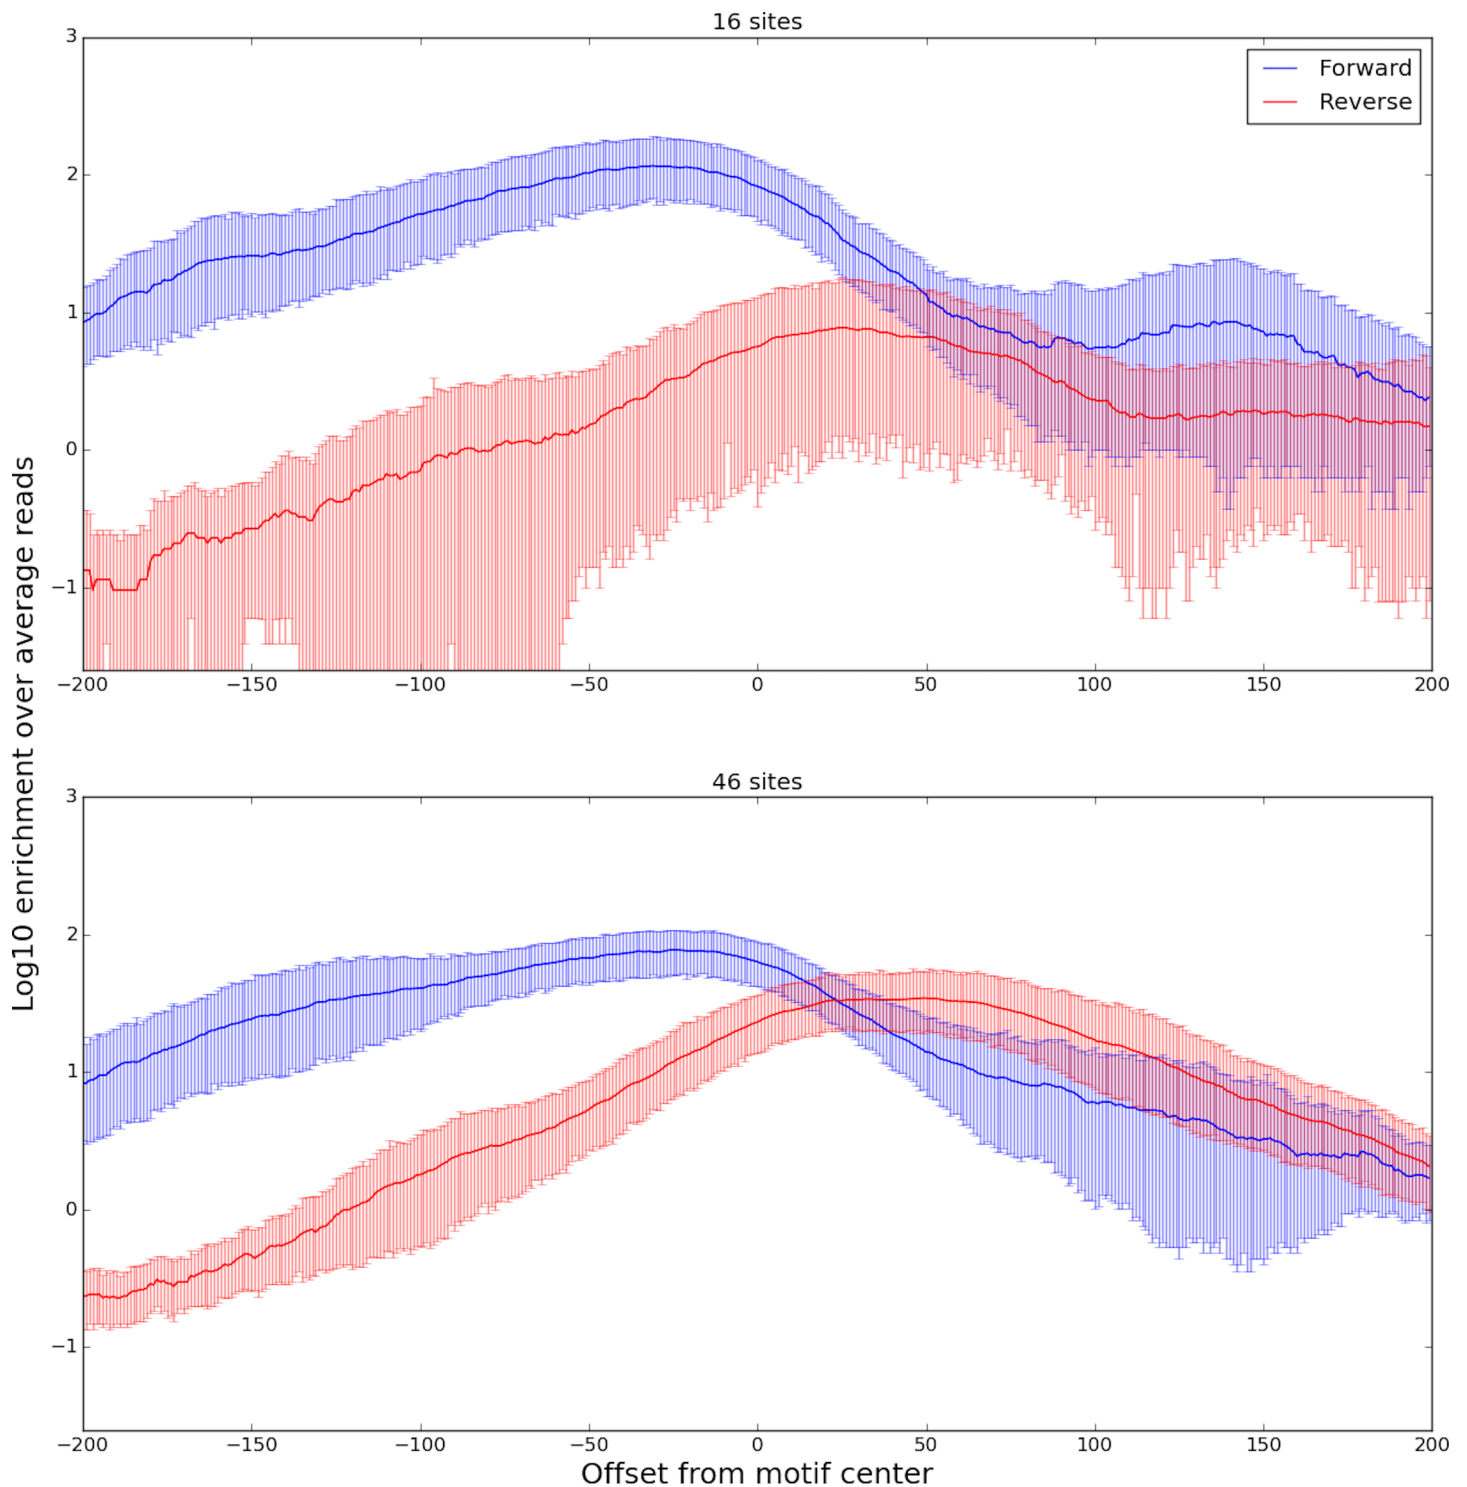 16 sites
3
2
1
0
−1
Forward
Reverse
−200 −150 −100 −50 0 50 100 150 200
Log10 enrichment over average reads
46 sites
3
2
1
0
−1
−200 −150 −100 −50 0 50 100 150 200
Offset from motif center